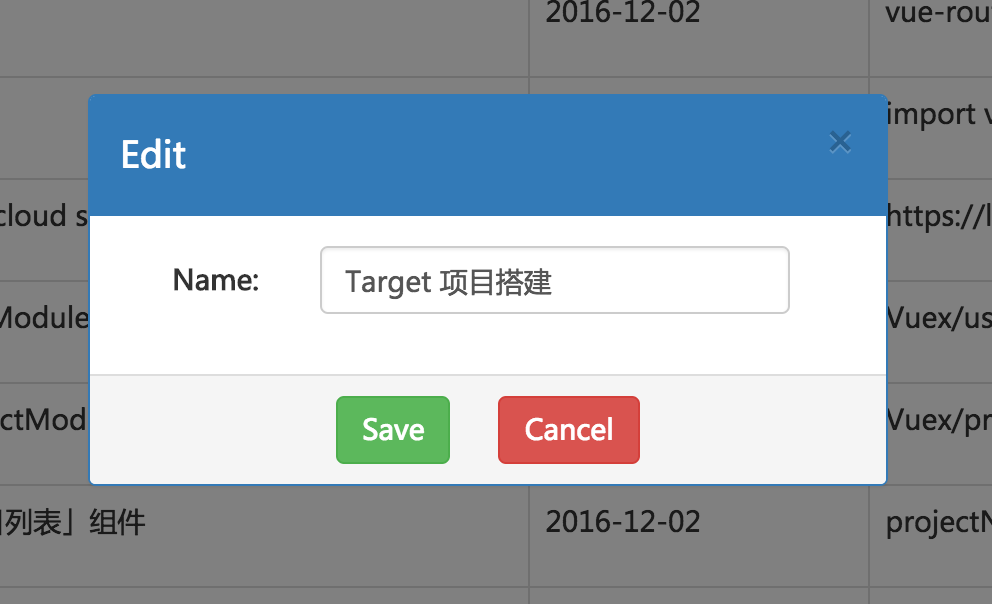 2016-12-02
vue-rou
import v
Edit
×
cloud s
https://l
Name:
Target 项目搭建
Module
Vuex/us
ctMod
Vuex/pr
Save
Cancel
列表」组件
2016-12-02
projectN